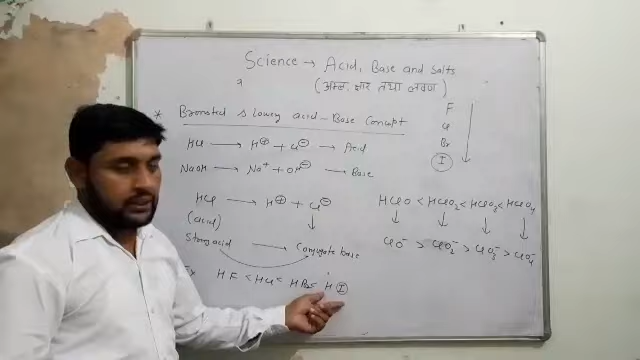 Science → Acid, Base and Salts
(अम्ल, क्षार तथा लवण)
* Bronsted & Lowry acid-Base Concept
HCl → H⊕ + Cl⊖ → Acid
NaOH → Na⁺ + OH⊖ → Base
HCl → H⊕ + Cl⊖
(acid) ↓
Strong acid → Conjugate base
HF < HCl < HBr < HI
F
Cl
Br
I
HClO < HClO₂ < HClO₃ < HClO₄
↓ ↓ ↓ ↓
ClO⁻ > ClO₂⁻ > ClO₃⁻ > ClO₄⁻